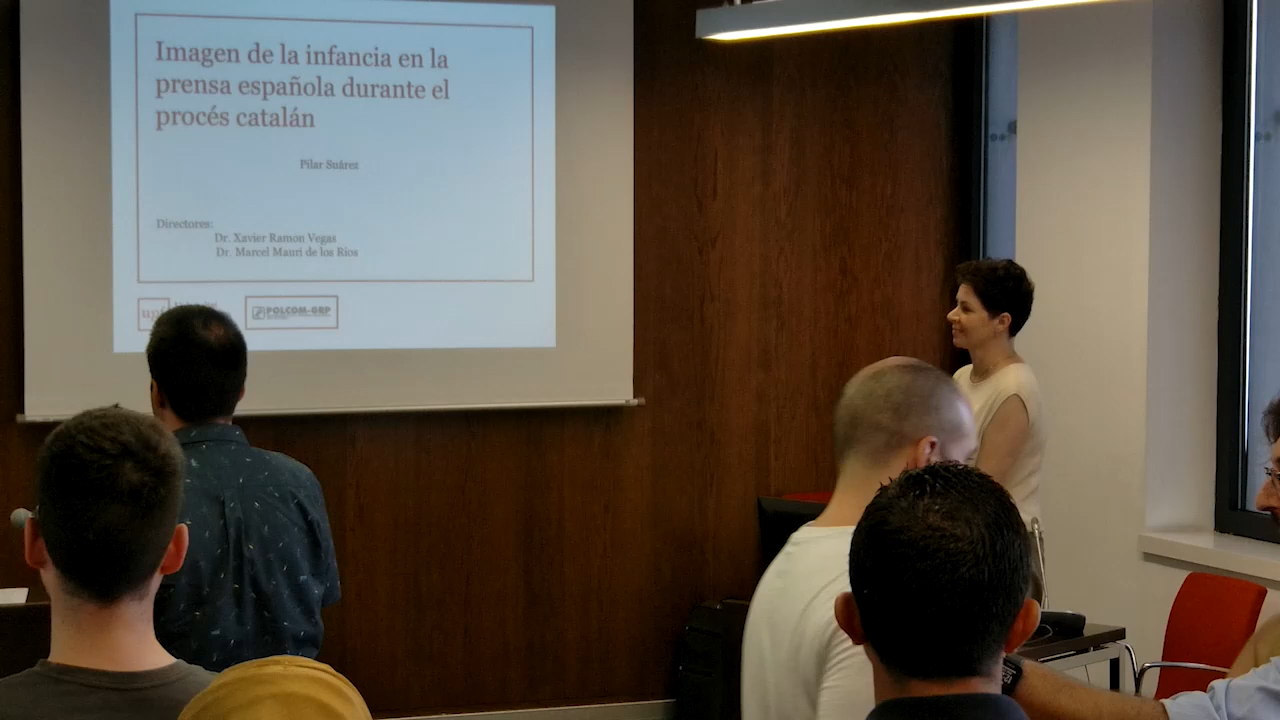 Imagen de la infancia en la
prensa española durante el
procés catalán
Pilar Suárez
Directores:
Dr. Xavier Ramon Vegas
Dr. Marcel Mauri de los Ríos
upf
POLCOM-GRP